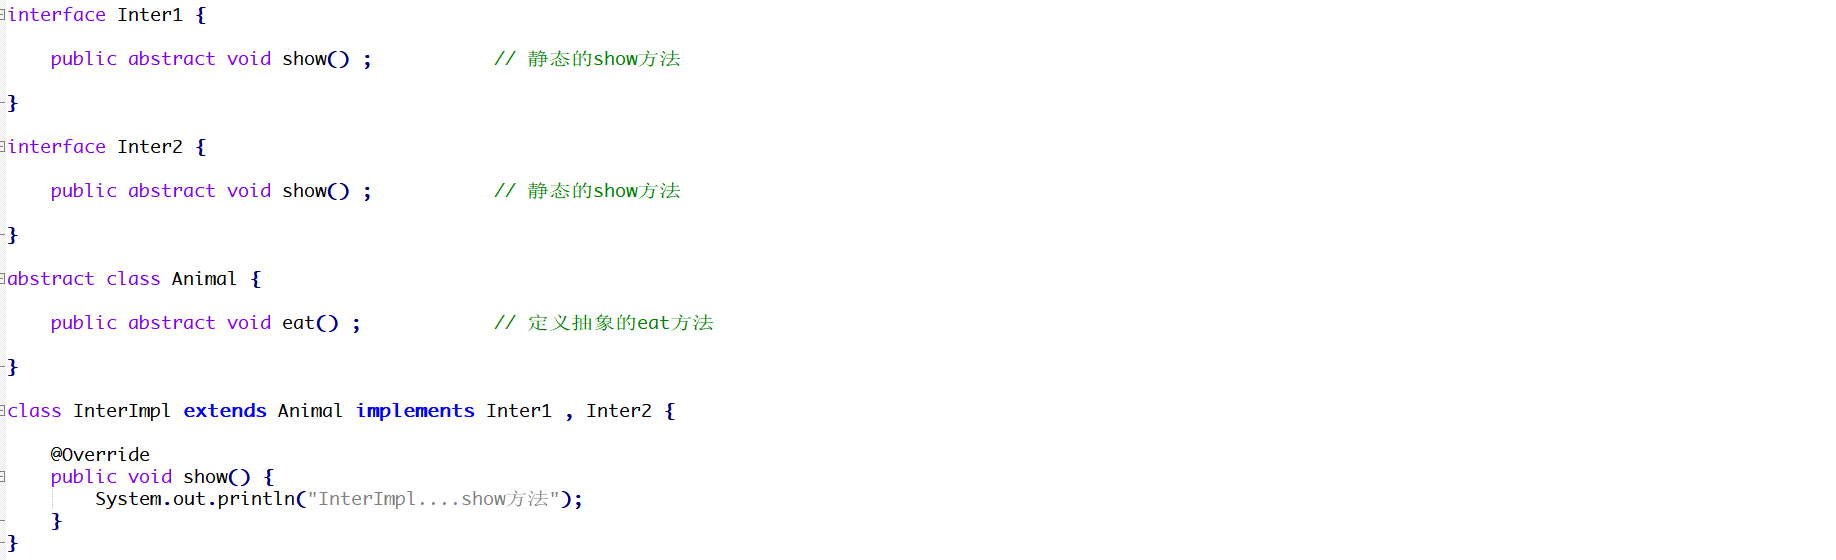 interface Inter1 {
public abstract void show() ; // 静态的show方法
}
interface Inter2 {
public abstract void show() ; // 静态的show方法
}
abstract class Animal {
public abstract void eat() ; // 定义抽象的eat方法
}
class InterImpl extends Animal implements Inter1 , Inter2 {
@Override
public void show() {
System.out.println("InterImpl....show方法");
}
}